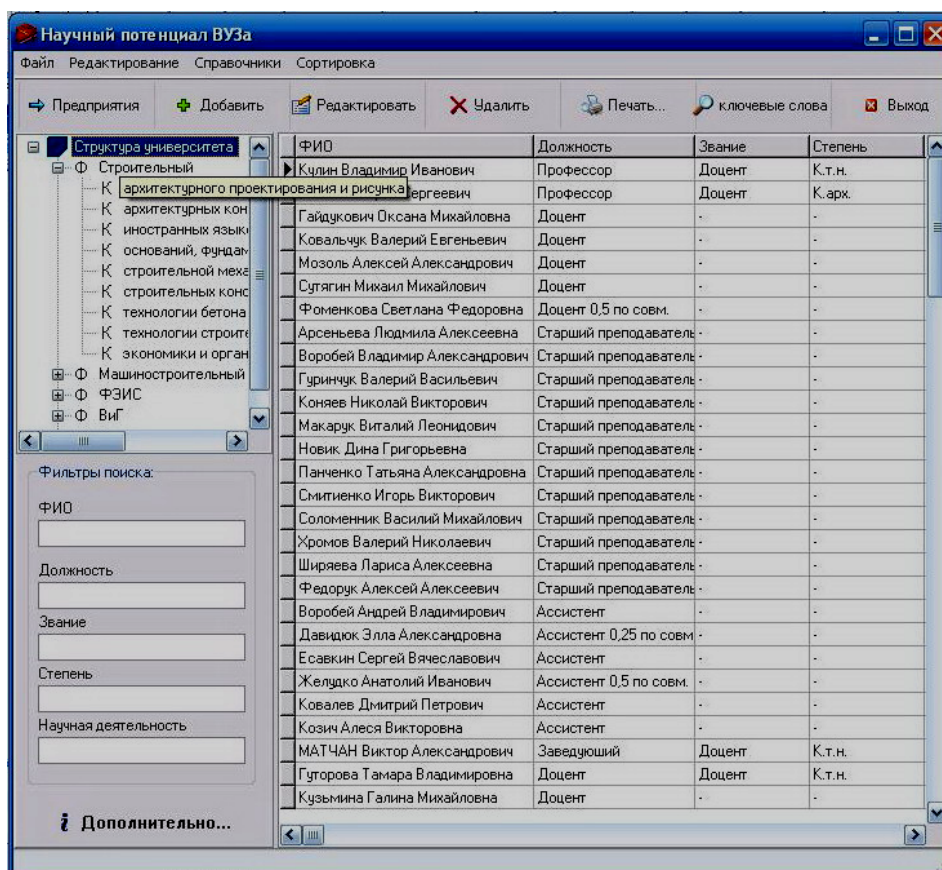 Научный потенциал ВУЗа
Файл Редактирование Справочники Сортировка
Предприятия Добавить Редактировать Удалить Печать... ключевые слова Выход
Структура университета
Ф Строительный
К архитектурного проектирования и рисунка
К архитектурных кон
К иностранных язык
К оснований, фундам
К строительной меха
К строительных конс
К технологии бетона
К технологии строите
К экономики и орган
Ф Машиностроительный
Ф ФЭИС
Ф ВиГ
Фильтры поиска:
ФИО
Должность
Звание
Степень
Научная деятельность
Дополнительно...
ФИО Должность Звание Степень
Кулин Владимир Иванович Профессор Доцент К.т.н.
ергеевич Профессор Доцент К.арх.
Гайдукович Оксана Михайловна Доцент - -
Ковальчук Валерий Евгеньевич Доцент - -
Мозоль Алексей Александрович Доцент - -
Сутягин Михаил Михайлович Доцент - -
Фоменкова Светлана Федоровна Доцент 0,5 по совм. - -
Арсеньева Людмила Алексеевна Старший преподаватель - -
Воробей Владимир Александрович Старший преподаватель - -
Гуринчук Валерий Васильевич Старший преподаватель - -
Коняев Николай Викторович Старший преподаватель - -
Макарук Виталий Леонидович Старший преподаватель - -
Новик Дина Григорьевна Старший преподаватель - -
Панченко Татьяна Александровна Старший преподаватель - -
Смитиенко Игорь Викторович Старший преподаватель - -
Соломенник Василий Михайлович Старший преподаватель - -
Хромов Валерий Николаевич Старший преподаватель - -
Ширяева Лариса Алексеевна Старший преподаватель - -
Федорук Алексей Алексеевич Старший преподаватель - -
Воробей Андрей Владимирович Ассистент - -
Давидюк Элла Александровна Ассистент 0,25 по совм - -
Есавкин Сергей Вячеславович Ассистент - -
Желудко Анатолий Иванович Ассистент 0,5 по совм. - -
Ковалев Дмитрий Петрович Ассистент - -
Козич Алеся Викторовна Ассистент - -
МАТЧАН Виктор Александрович Заведуюший Доцент К.т.н.
Гуторова Тамара Владимировна Доцент Доцент К.т.н.
Кузьмина Галина Михайловна Доцент - -